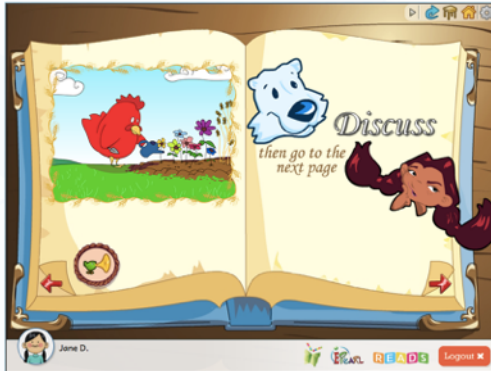 Discuss
then go to the
next page
Jane D.
READS
Logout ✖